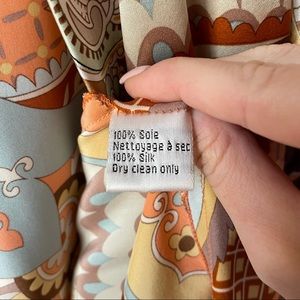 100% Soie
Nettoyage à sec
100% Silk
Dry clean only